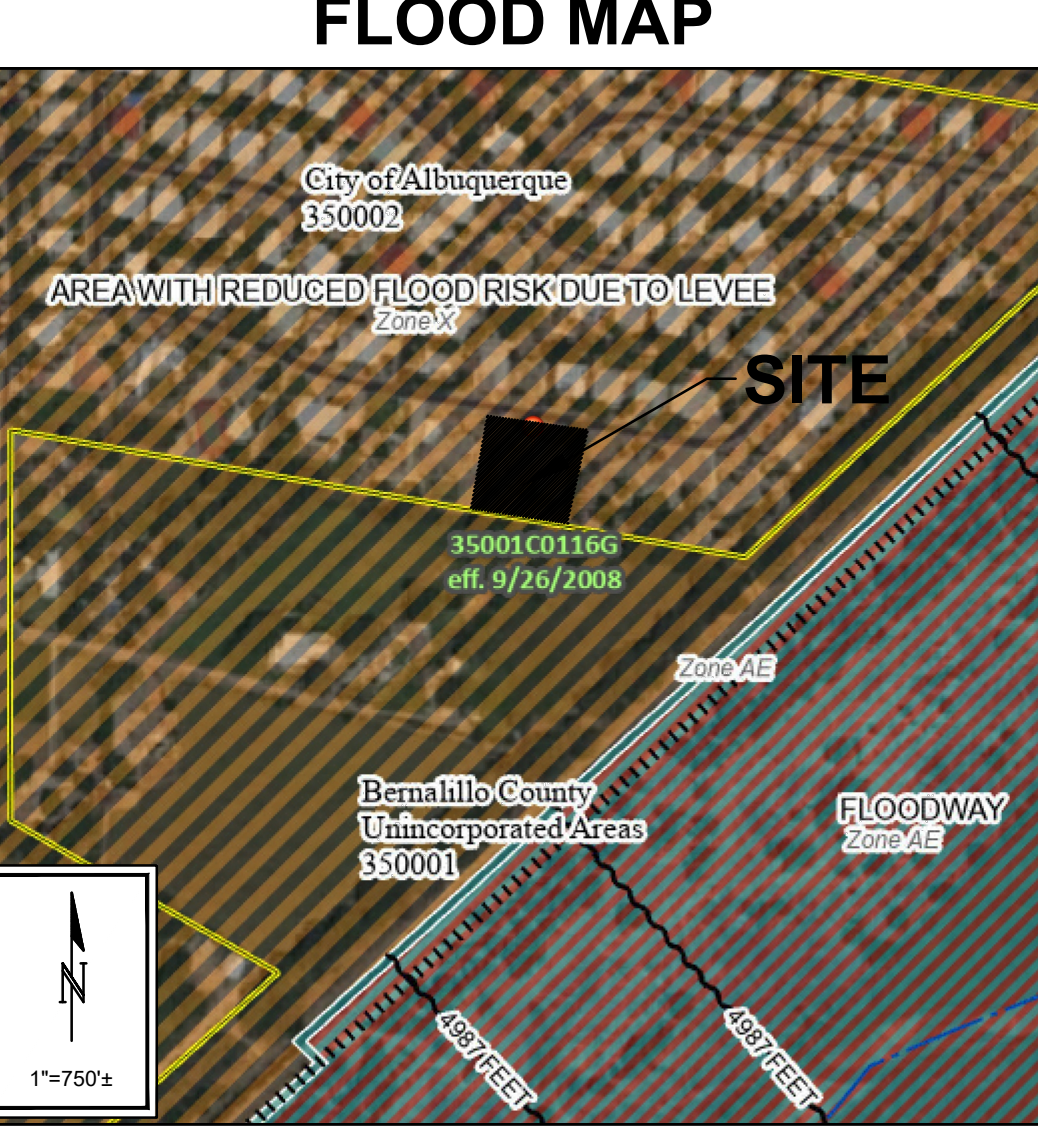 FLOOD MAP
City of Albuquerque
350002
AREA WITH REDUCED FLOOD RISK DUE TO LEVEE
Zone X
SITE
35001C0116G
eff. 9/26/2008
Zone AE
Bernalillo County
Unincorporated Areas
350001
FLOODWAY
Zone AE
4987 FEET
4987 FEET
N
1"=750'±